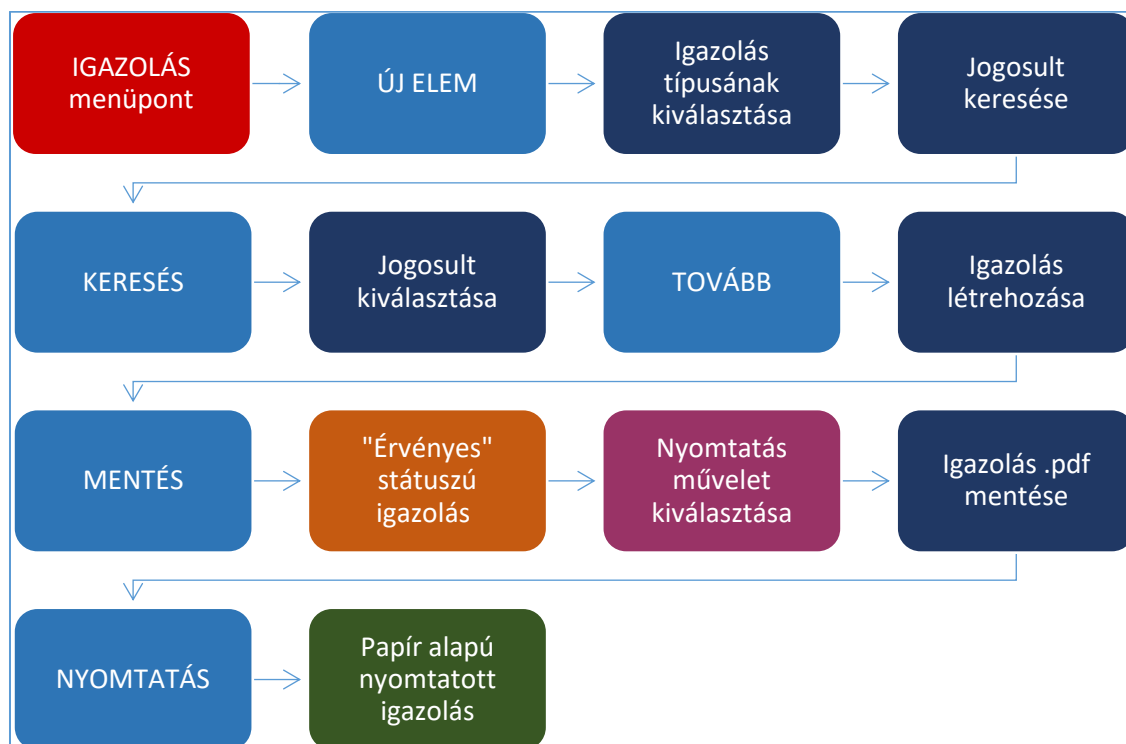 IGAZOLÁS
menüpont
ÚJ ELEM
Igazolás
típusának
kiválasztása
Jogosult
keresése
KERESÉS
Jogosult
kiválasztása
TOVÁBB
Igazolás
létrehozása
MENTÉS
"Érvényes"
státuszú
igazolás
Nyomtatás
művelet
kiválasztása
Igazolás .pdf
mentése
NYOMTATÁS
Papír alapú
nyomtatott
igazolás